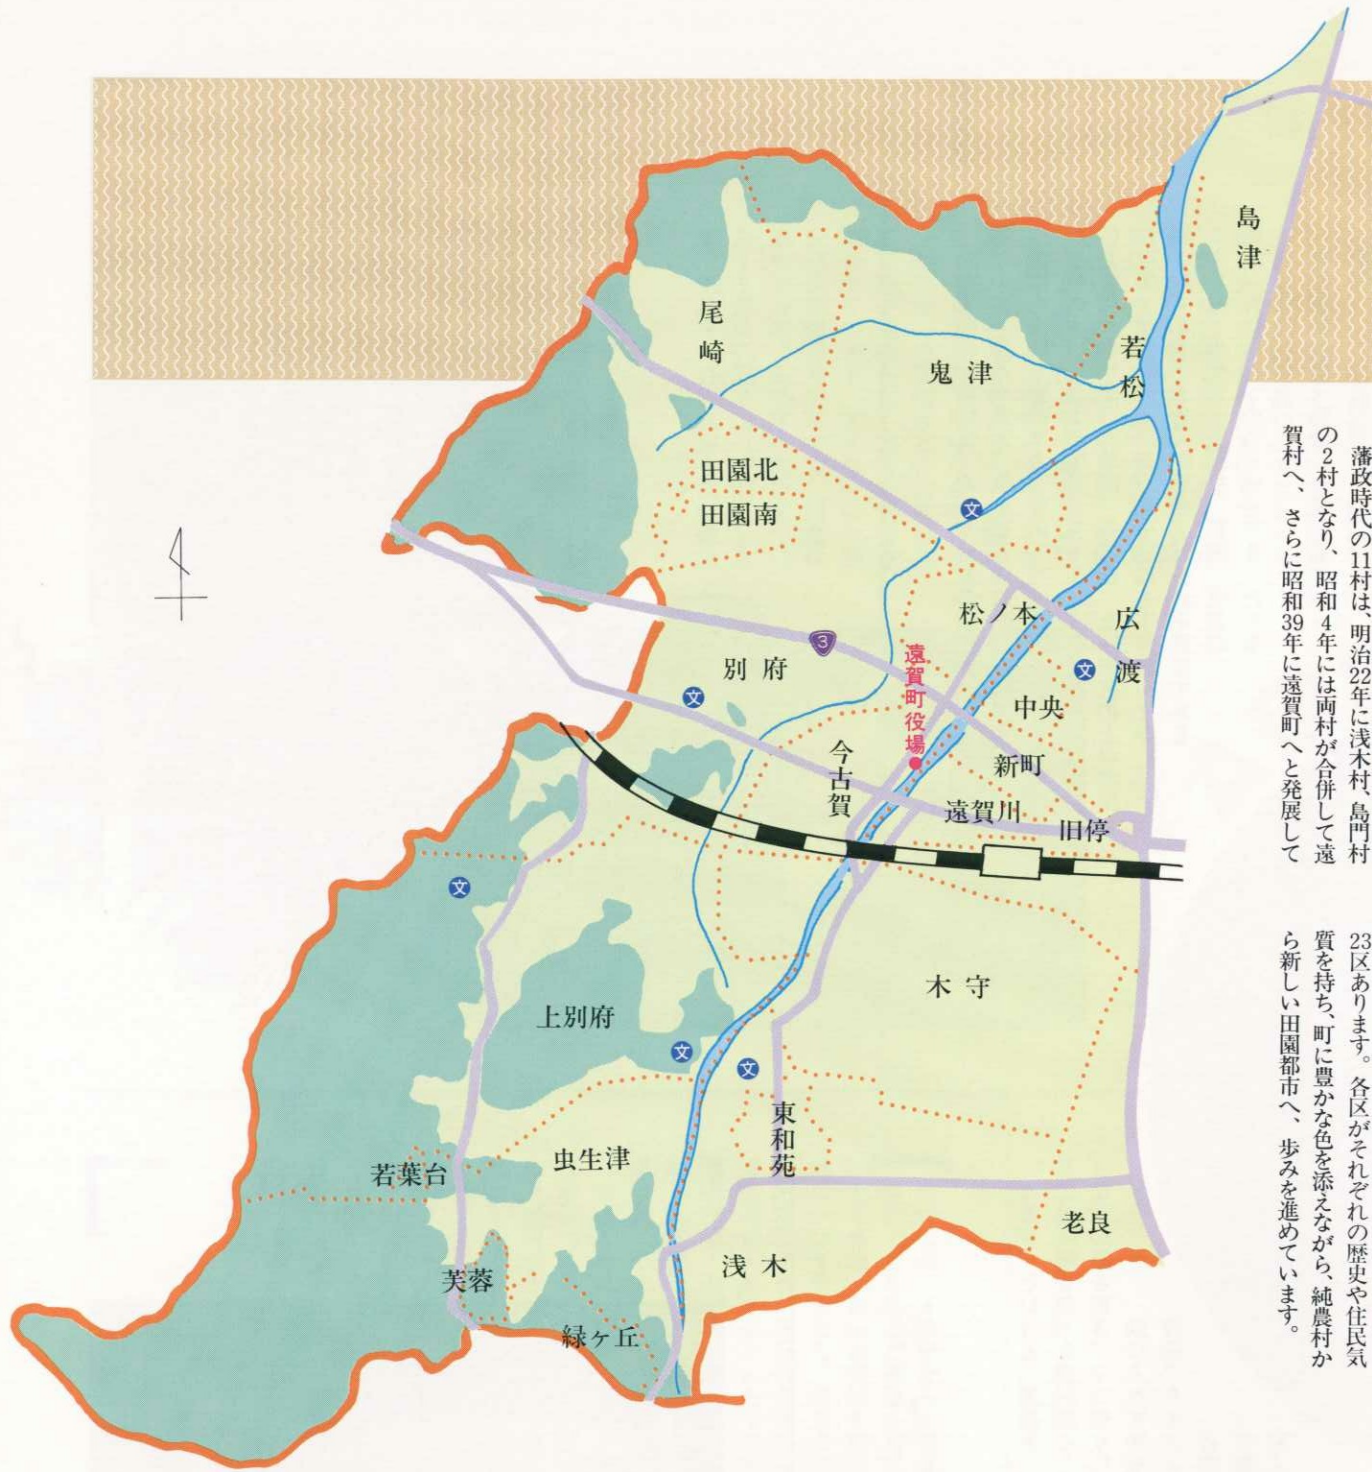 藩政時代の11村は、明治22年に浅木村、島門村
の2村となり、昭和4年には両村が合併して遠
賀村へ、さらに昭和39年に遠賀町へと発展して
23区あります。各区がそれぞれの歴史や住民気
質を持ち、町に豊かな色を添えながら、純農村か
ら新しい田園都市へ、歩みを進めています。
島津
尾崎
若松
鬼津
田園北
田園南
文
松ノ本
広渡
3
別府
遠賀町役場
文
文
中央
今古賀
新町
遠賀川
旧停
文
木守
上別府
文
文
東和苑
虫生津
若葉台
老良
浅木
芙蓉
緑ヶ丘